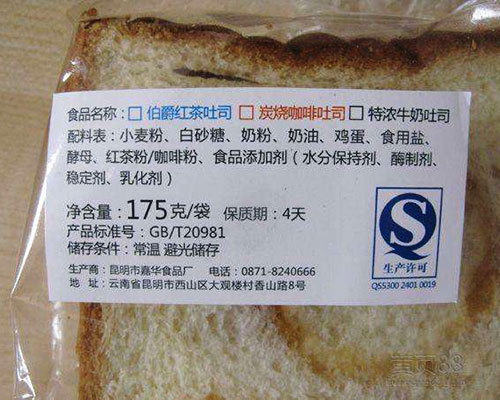 食品名称：□ 伯爵红茶吐司 □ 炭烧咖啡吐司 □ 特浓牛奶吐司
配料表：小麦粉、白砂糖、奶粉、奶油、鸡蛋、食用盐、
酵母、红茶粉/咖啡粉、食品添加剂（水分保持剂、酶制剂、
稳定剂、乳化剂）
净含量：175克/袋 保质期：4天
产品标准号：GB/T20981
储存条件：常温 避光储存
生产商：昆明市嘉华食品厂 电话：0871-8240666
地 址：云南省昆明市西山区大观楼村香山路8号
生产许可
QS5300 2401 0019
黄页88